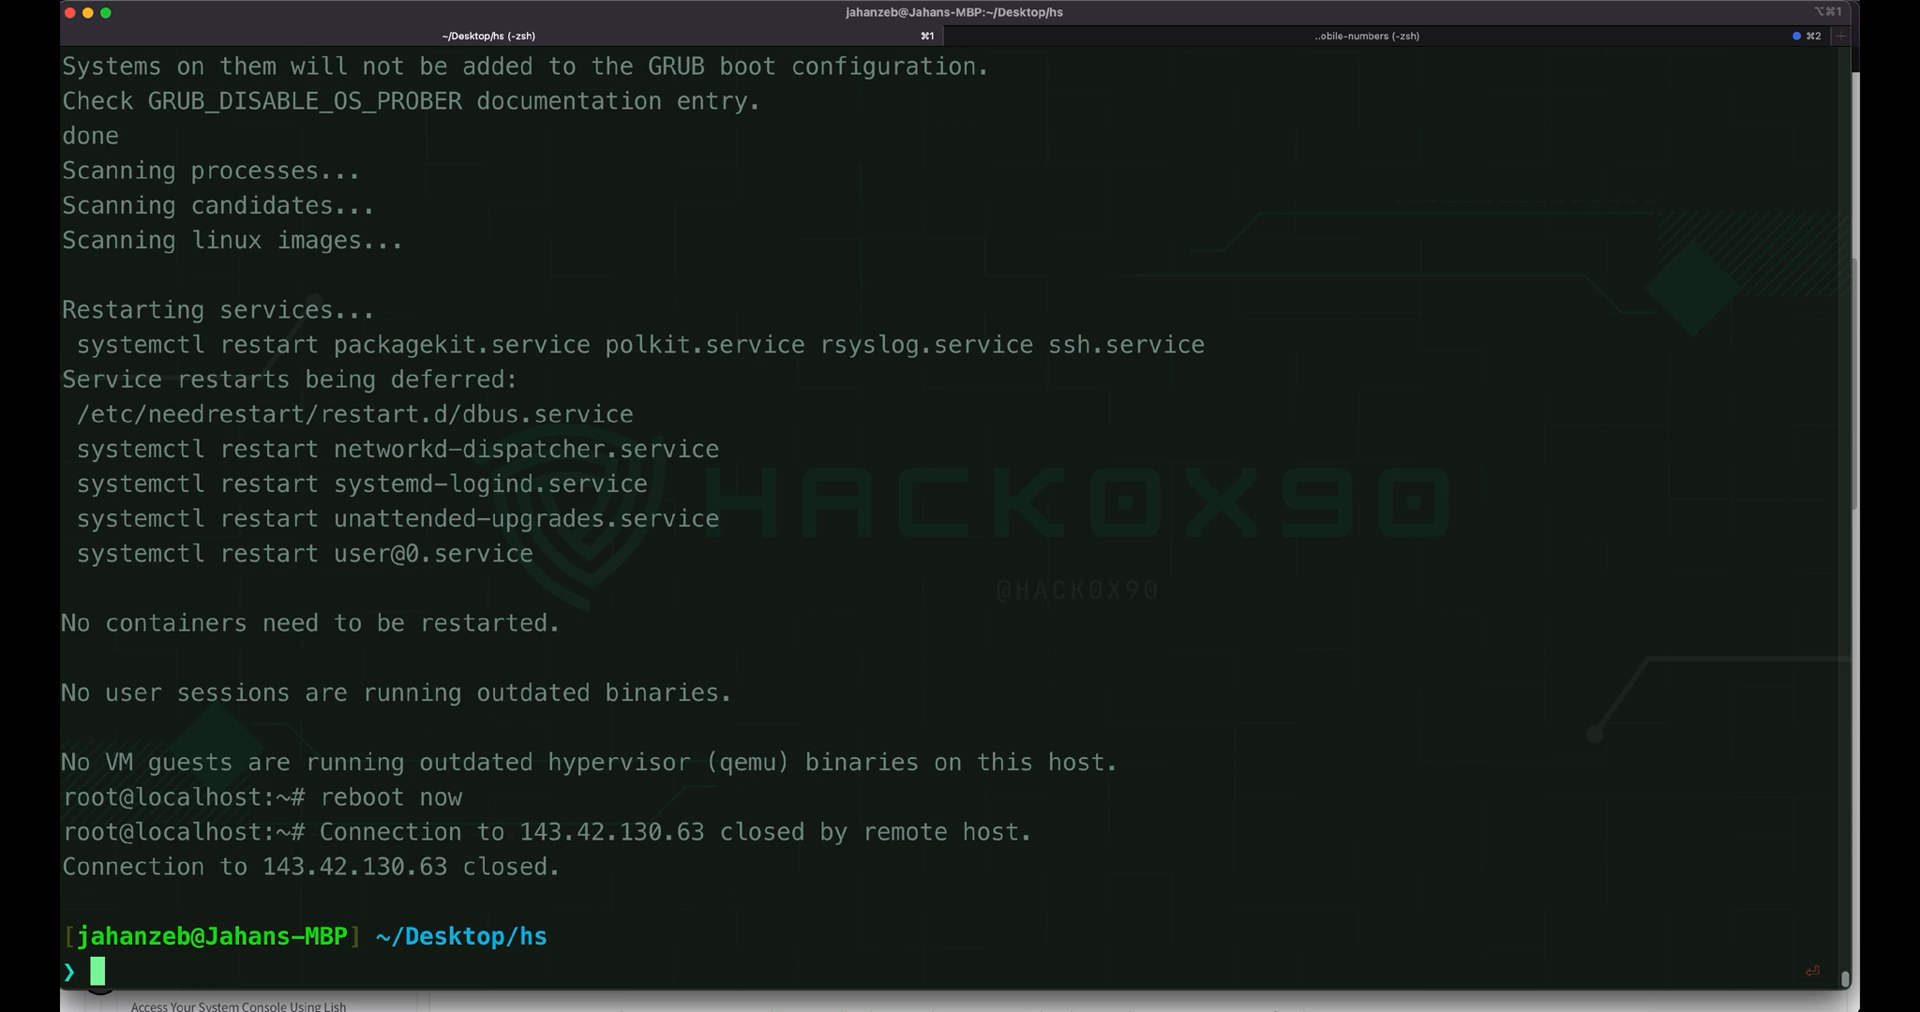 jahanzeb@Jahans-MBP:~/Desktop/hs
⌥⌘1
~/Desktop/hs (-zsh)
⌘1
..obile-numbers (-zsh)
⌘2
+
Systems on them will not be added to the GRUB boot configuration.
Check GRUB_DISABLE_OS_PROBER documentation entry.
done
Scanning processes...
Scanning candidates...
Scanning linux images...
Restarting services...
systemctl restart packagekit.service polkit.service rsyslog.service ssh.service
Service restarts being deferred:
/etc/needrestart/restart.d/dbus.service
systemctl restart networkd-dispatcher.service
systemctl restart systemd-logind.service
systemctl restart unattended-upgrades.service
systemctl restart user@0.service
HACK0X90
@HACK0X90
No containers need to be restarted.
No user sessions are running outdated binaries.
No VM guests are running outdated hypervisor (qemu) binaries on this host.
root@localhost:~# reboot now
root@localhost:~# Connection to 143.42.130.63 closed by remote host.
Connection to 143.42.130.63 closed.
[jahanzeb@Jahans-MBP] ~/Desktop/hs
❯
Access Your System Console Using Lish